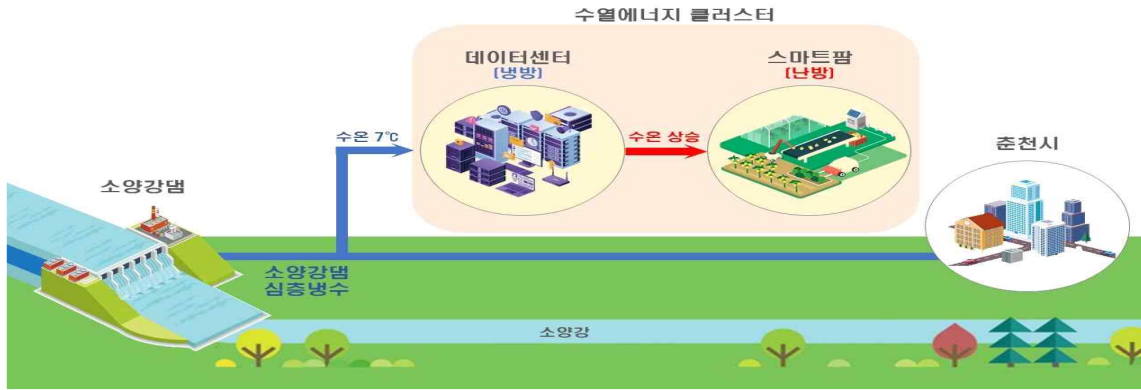 수열에너지 클러스터
데이터센터
(냉방)
스마트팜
(난방)
수온 7℃
수온 상승
춘천시
소양강댐
소양강댐
심층냉수
소양강